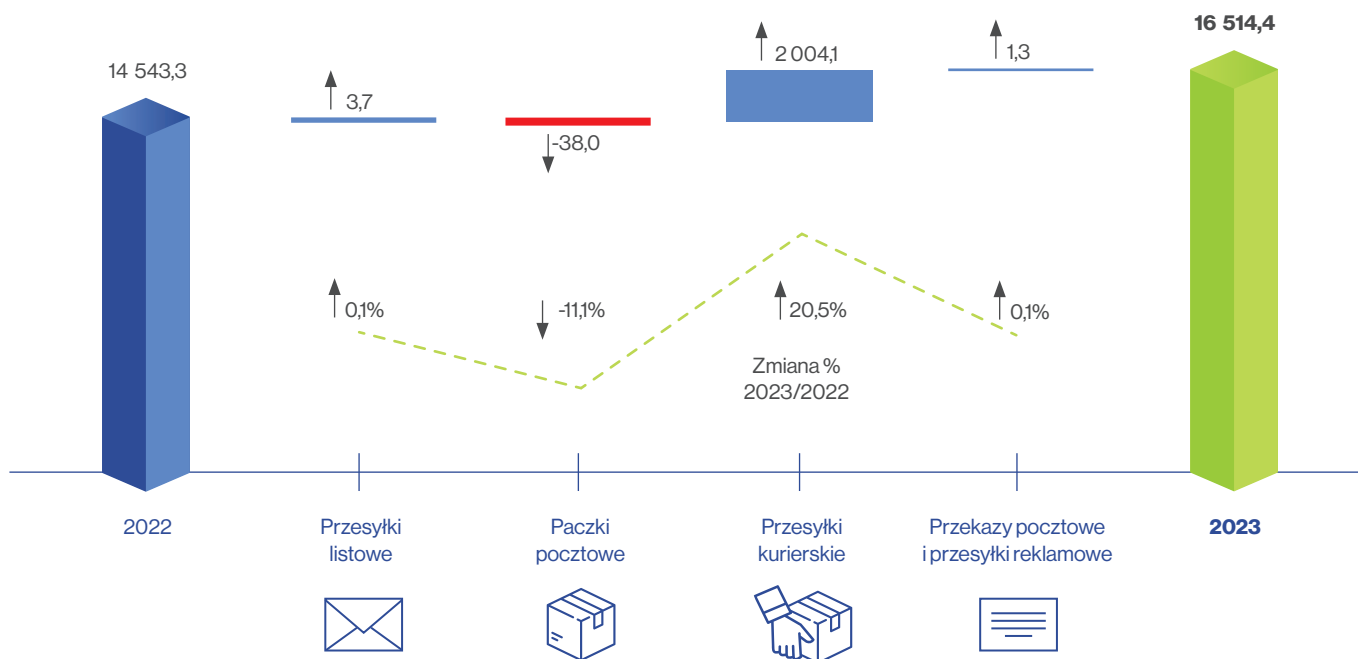 14 543,3
3,7
-38,0
2 004,1
1,3
16 514,4
0,1%
-11,1%
20,5%
0,1%
Zmiana %
2023/2022
2022
Przesyłki
listowe
Paczki
pocztowe
Przesyłki
kurierskie
Przekazy pocztowe
i przesyłki reklamowe
2023